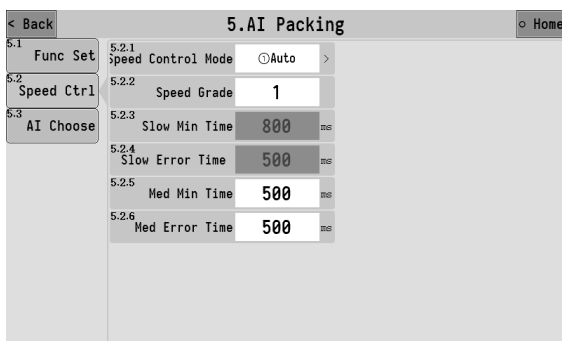 < Back
5.AI Packing
○ Home
5.1
Func Set
5.2
Speed Ctrl
5.3
AI Choose
5.2.1
Speed Control Mode
①Auto
>
5.2.2
Speed Grade
1
5.2.3
Slow Min Time
800
ms
5.2.4
Slow Error Time
500
ms
5.2.5
Med Min Time
500
ms
5.2.6
Med Error Time
500
ms